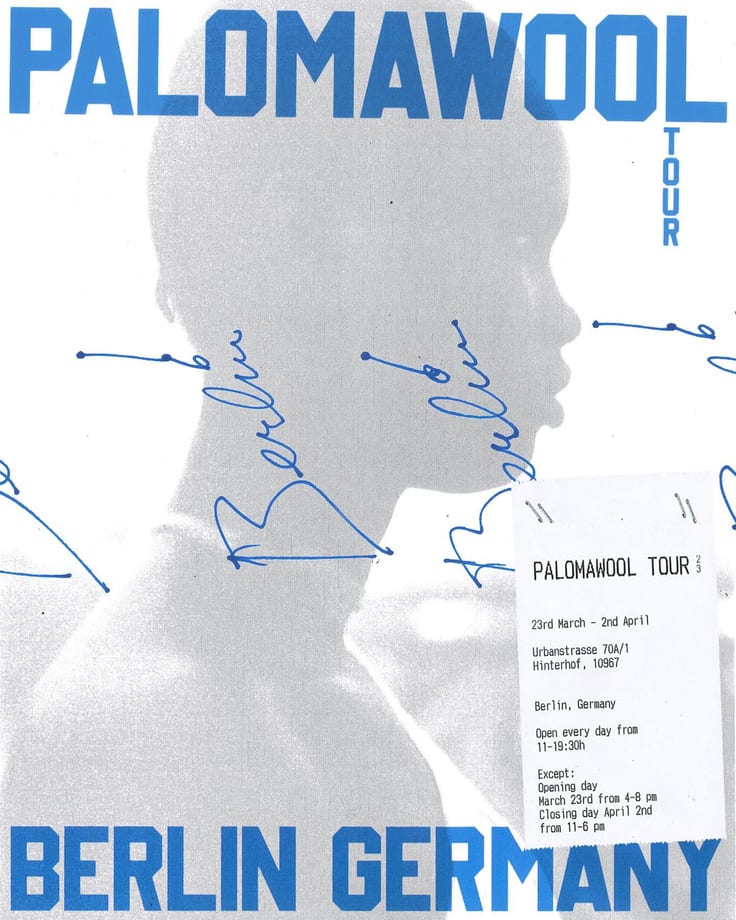 PALOMAWOOL
TOUR
Berlin
Berlin
PALOMAWOOL TOUR 23
23rd March - 2nd April
Urbanstrasse 70A/1
Hinterhof, 10967
Berlin, Germany
Open every day from
11-19:30h
Except:
Opening day
March 23rd from 4-8 pm
Closing day April 2nd
from 11-6 pm
BERLIN GERMANY